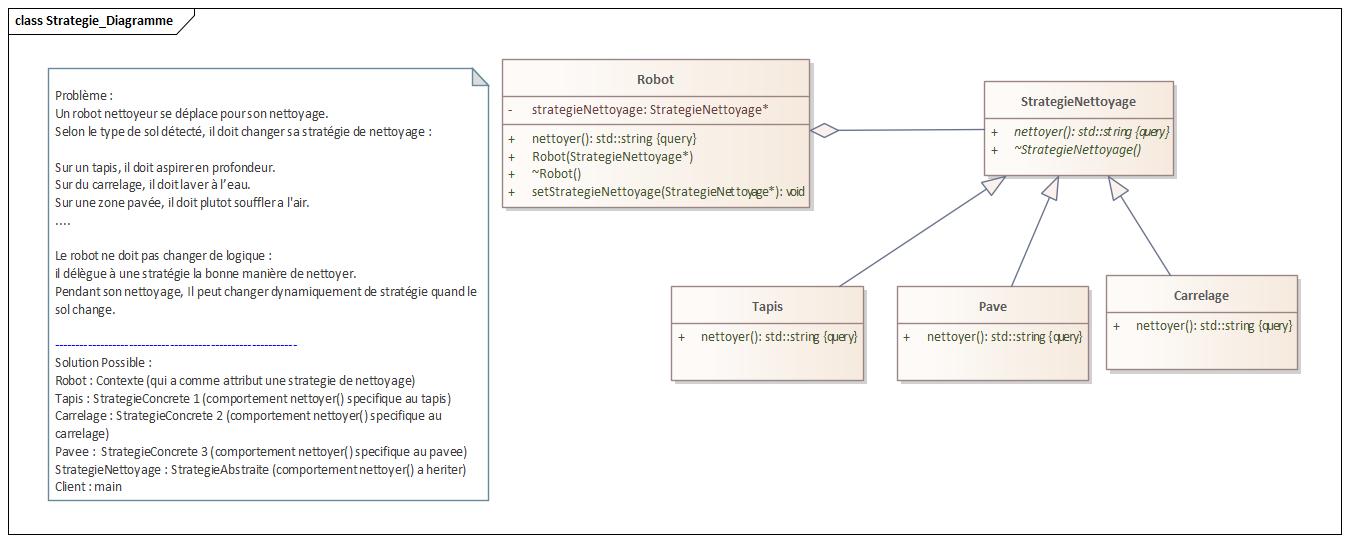 class Strategie_Diagramme
Problème :
Un robot nettoyeur se déplace pour son nettoyage.
Selon le type de sol détecté, il doit changer sa stratégie de nettoyage :
Sur un tapis, il doit aspirer en profondeur.
Sur du carrelage, il doit laver à l'eau.
Sur une zone pavée, il doit plutot souffler a l'air.
....
Le robot ne doit pas changer de logique :
il délègue à une stratégie la bonne manière de nettoyer.
Pendant son nettoyage, Il peut changer dynamiquement de stratégie quand le
sol change.
------------------------------------------------------------
Solution Possible :
Robot : Contexte (qui a comme attribut une strategie de nettoyage)
Tapis : StrategieConcrete 1 (comportement nettoyer() specifique au tapis)
Carrelage : StrategieConcrete 2 (comportement nettoyer() specifique au
carrelage)
Pavee :  StrategieConcrete 3 (comportement nettoyer() specifique au pavee)
StrategieNettoyage : StrategieAbstraite (comportement nettoyer() a heriter)
Client : main
Robot
- strategieNettoyage: StrategieNettoyage*
+ nettoyer(): std::string {query}
+ Robot(StrategieNettoyage*)
+ ~Robot()
+ setStrategieNettoyage(StrategieNettoyage*): void
StrategieNettoyage
+ nettoyer(): std::string {query}
+ ~StrategieNettoyage()
Tapis
+ nettoyer(): std::string {query}
Pave
+ nettoyer(): std::string {query}
Carrelage
+ nettoyer(): std::string {query}